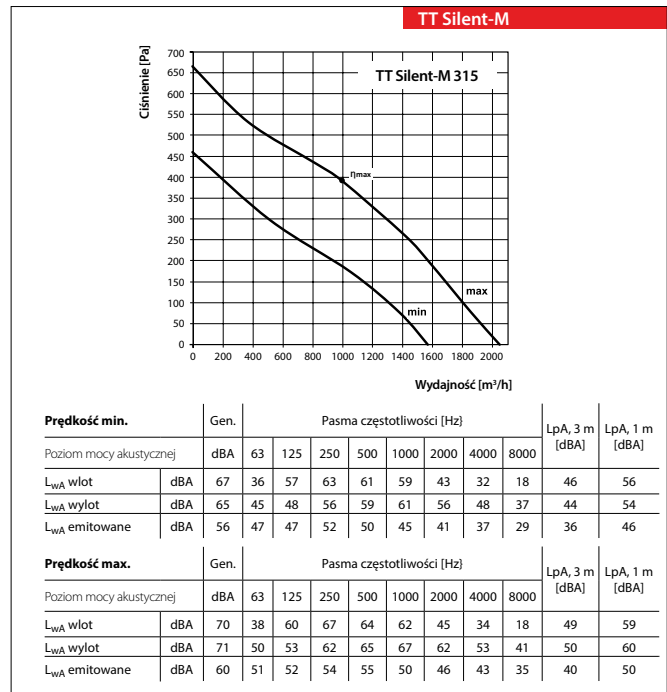 TT Silent-M
Ciśnienie [Pa]
TT Silent-M 315
700
650
600
550
500
450
400
350
300
250
200
150
100
50
0
ηmax
max
min
0 200 400 600 800 1000 1200 1400 1600 1800 2000
Wydajność [m³/h]
Prędkość min. Gen. Pasma częstotliwości [Hz} LpA, 3 m [dBA] LpA, 1 m [dBA]
Poziom mocy akustycznej dBA 63 125 250 500 1000 2000 4000 8000
LwA wlot dBA 67 36 57 63 61 59 43 32 18 46 56
LwA wylot dBA 65 45 48 56 59 61 56 48 37 44 54
LwA emitowane dBA 56 47 47 52 50 45 41 37 29 36 46
Prędkość max. Gen. Pasma częstotliwości [Hz} LpA, 3 m [dBA] LpA, 1 m [dBA]
Poziom mocy akustycznej dBA 63 125 250 500 1000 2000 4000 8000
LwA wlot dBA 70 38 60 67 64 62 45 34 18 49 59
LwA wylot dBA 71 50 53 62 65 67 62 53 41 50 60
LwA emitowane dBA 60 51 52 54 55 50 46 43 35 40 50